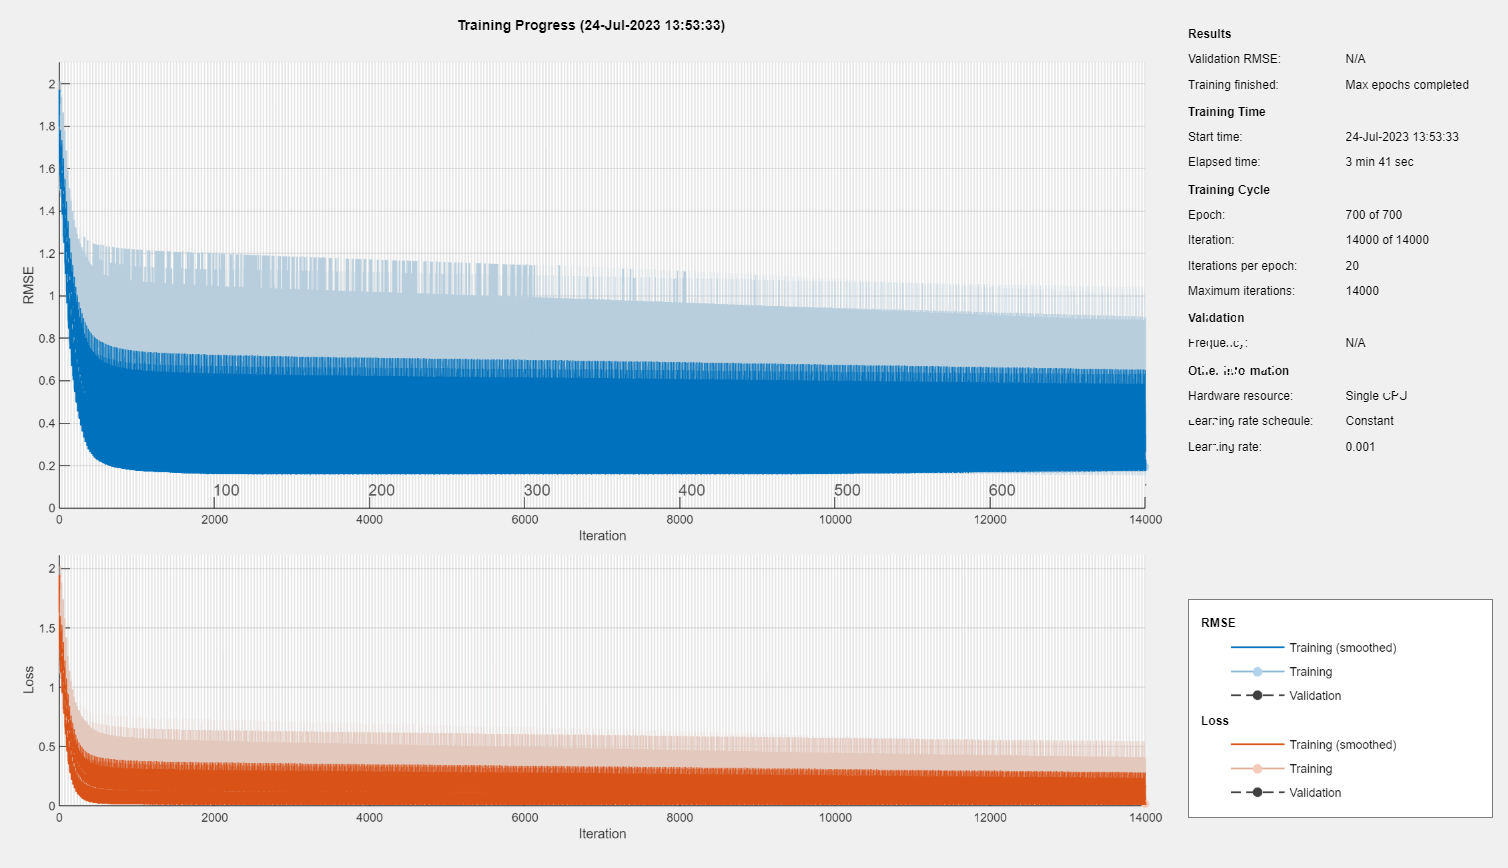 Training Progress (24-Jul-2023 13:53:33)
2
1.8
1.6
1.4
1.2
1
0.8
0.6
0.4
0.2
0
RMSE
100 200 300 400 500 600
0 2000 4000 6000 8000 10000 12000 14000
Iteration
2
1.5
1
0.5
0
Loss
0 2000 4000 6000 8000 10000 12000 14000
Iteration
Results
Validation RMSE: N/A
Training finished: Max epochs completed
Training Time
Start time: 24-Jul-2023 13:53:33
Elapsed time: 3 min 41 sec
Training Cycle
Epoch: 700 of 700
Iteration: 14000 of 14000
Iterations per epoch: 20
Maximum iterations: 14000
Validation
Frequency: N/A
Other Information
Hardware resource: Single CPU
Learning rate schedule: Constant
Learning rate: 0.001
RMSE
Training (smoothed)
Training
Validation
Loss
Training (smoothed)
Training
Validation